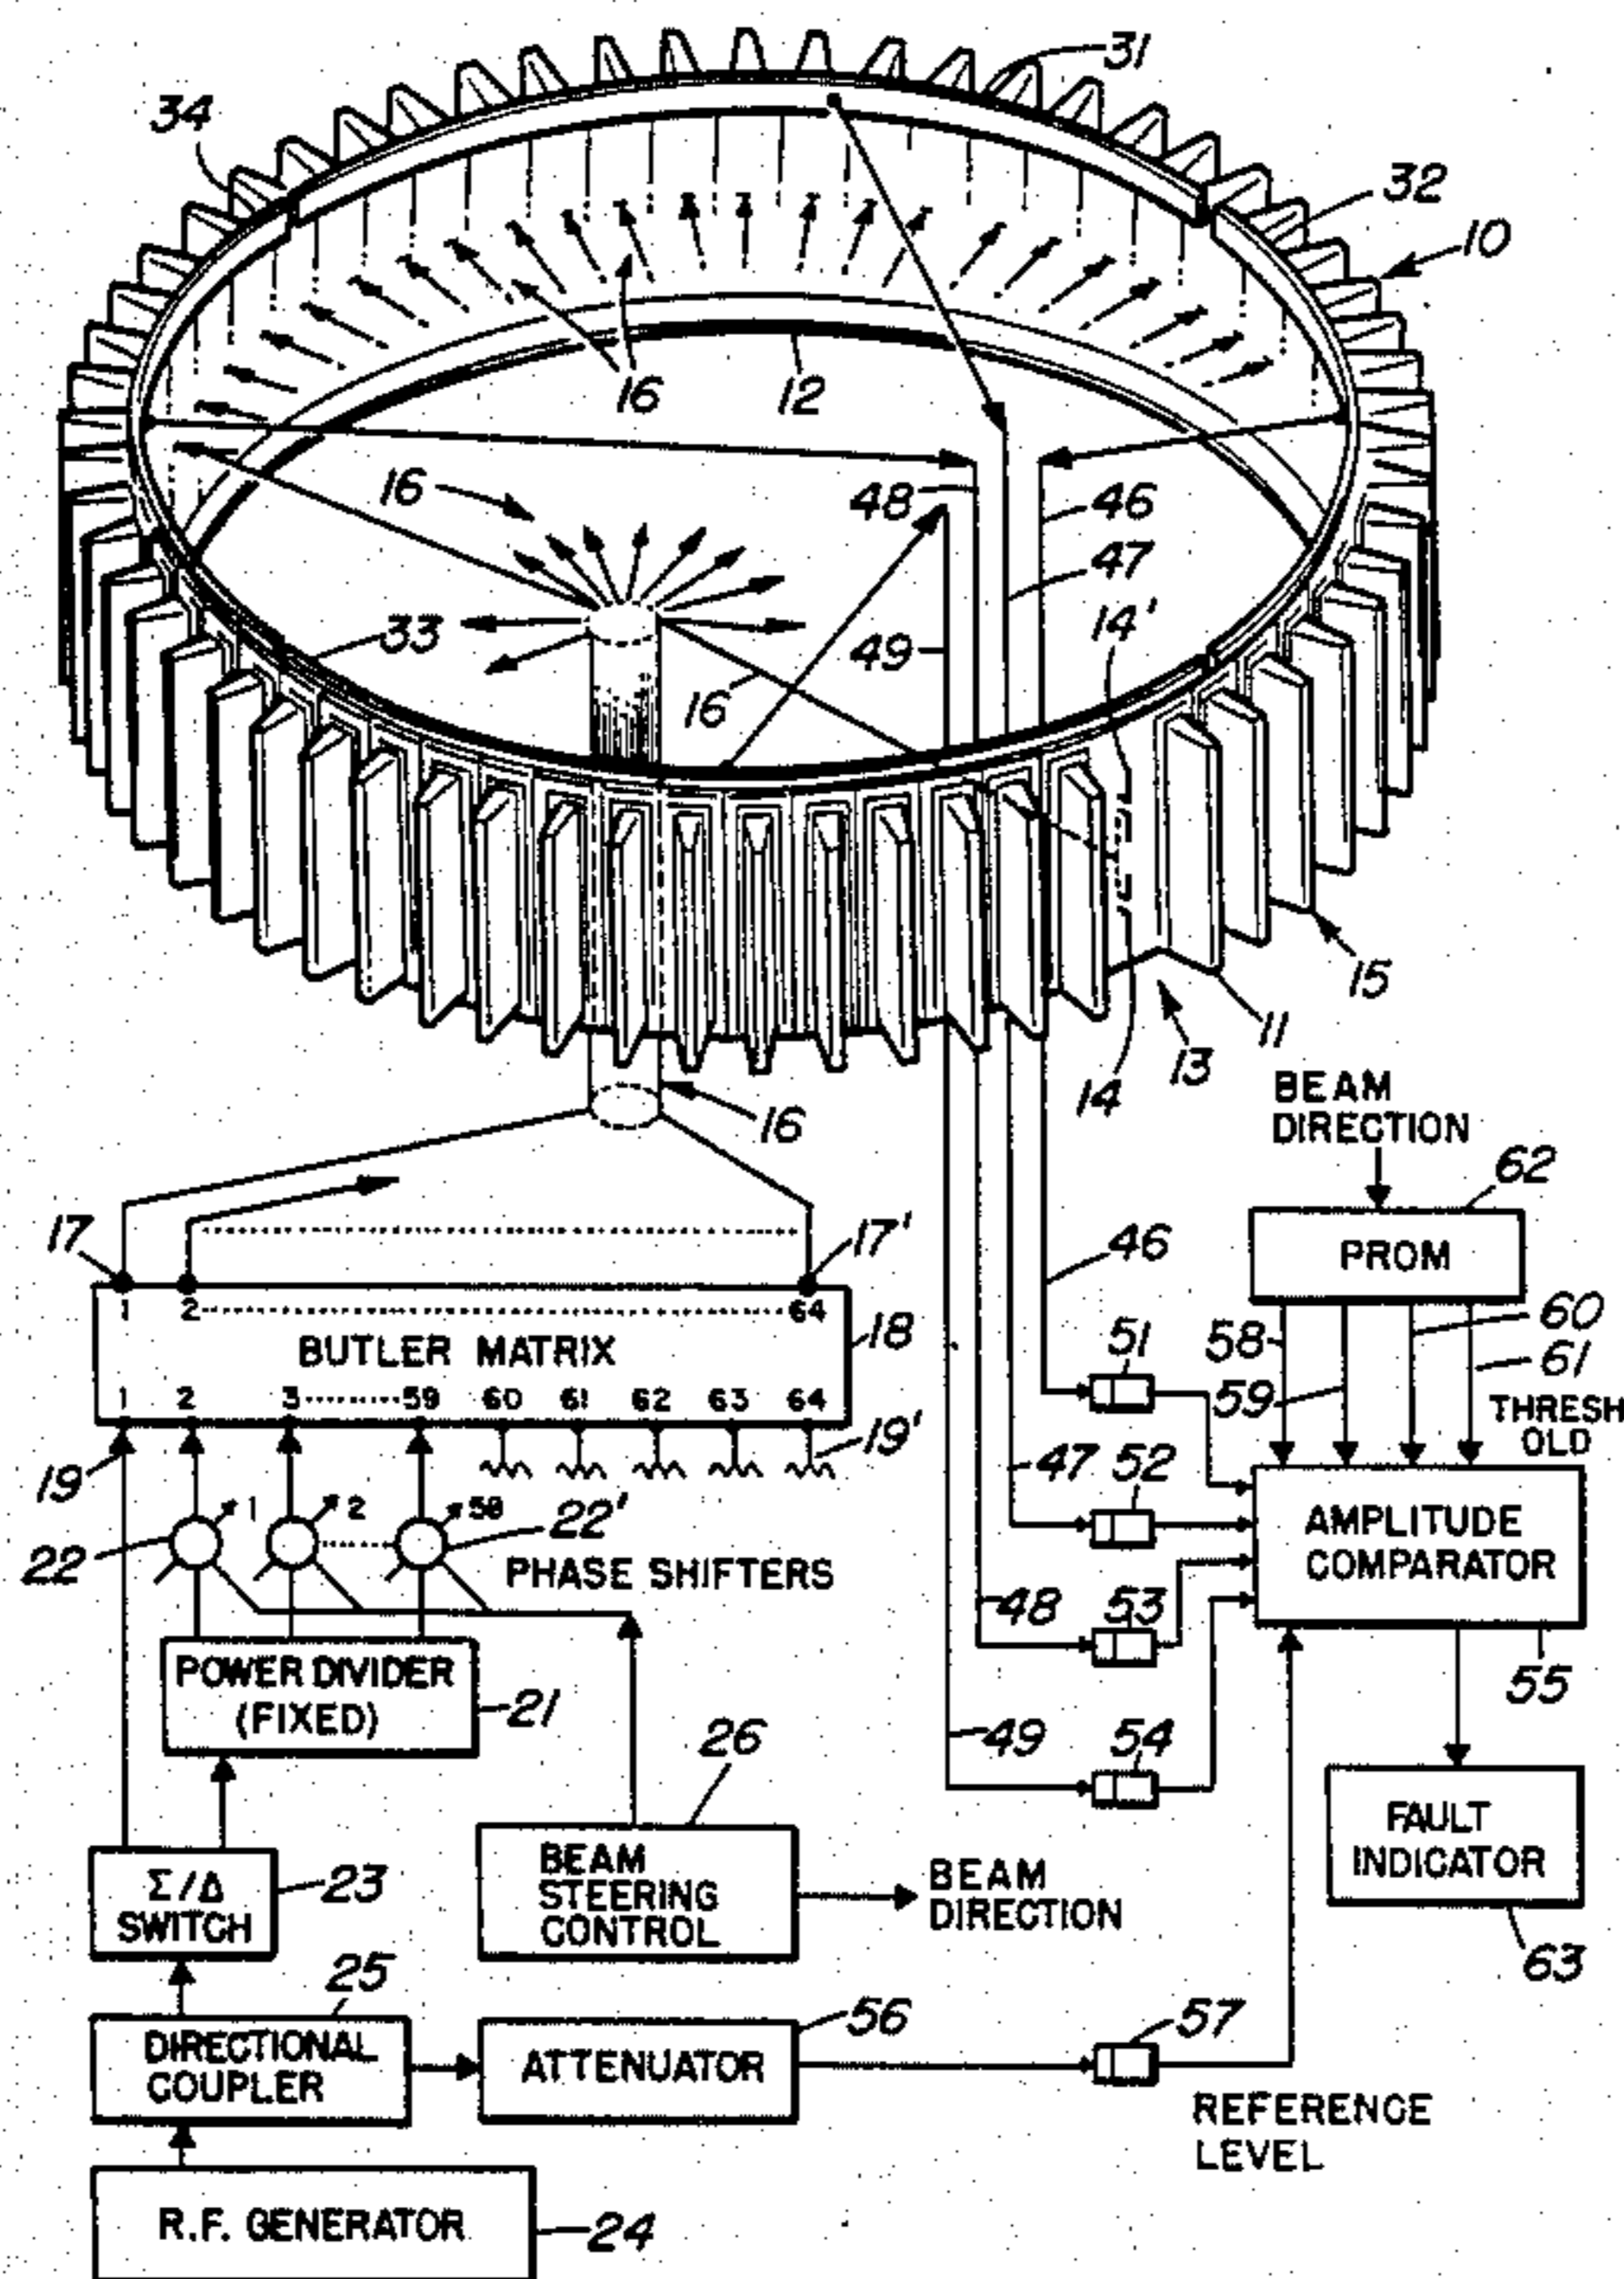 31
34
32
10
16
12
16
48
46
47
14'
33
49
16
15
11
13
14
16
BEAM
DIRECTION
62
17
17'
PROM
46
1 2 64
18
BUTLER MATRIX
1 2 3 59 60 61 62 63 64
19
19'
51
58
59
60
61
THRESH
OLD
47
52
1 2 58
22
22'
PHASE SHIFTERS
AMPLITUDE
COMPARATOR
48
53
55
POWER DIVIDER
(FIXED)
21
26
49
54
FAULT
INDICATOR
63
Σ/Δ
SWITCH
23
BEAM
STEERING
CONTROL
BEAM
DIRECTION
25
DIRECTIONAL
COUPLER
56
ATTENUATOR
57
REFERENCE
LEVEL
R.F. GENERATOR
24